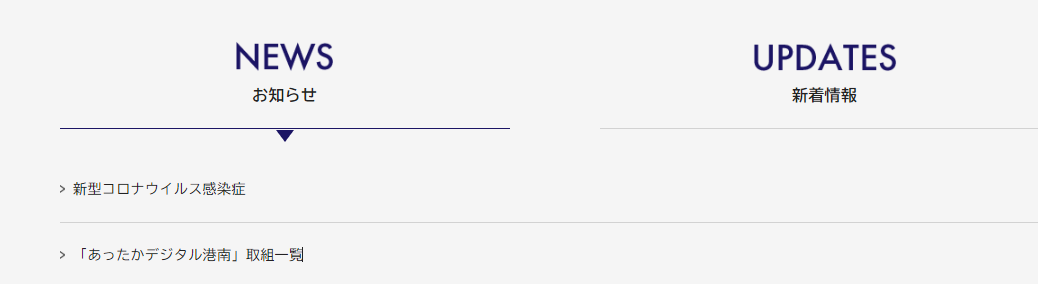 NEWS
お知らせ
UPDATES
新着情報
新型コロナウイルス感染症
「あったかデジタル港南」取組一覧